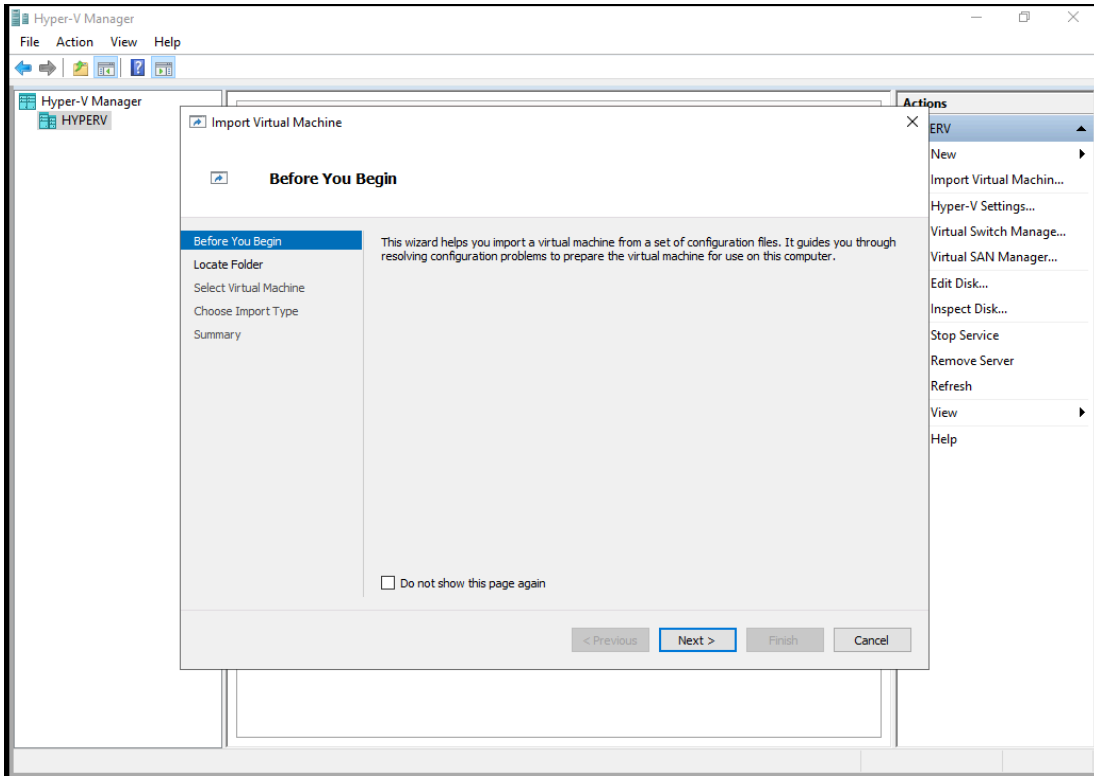 Hyper-V Manager
File Action View Help
Hyper-V Manager
HYPERV
Import Virtual Machine
Before You Begin
Before You Begin
Locate Folder
Select Virtual Machine
Choose Import Type
Summary
This wizard helps you import a virtual machine from a set of configuration files. It guides you through
resolving configuration problems to prepare the virtual machine for use on this computer.
Do not show this page again
< Previous
Next >
Finish
Cancel
Actions
ERV
New
Import Virtual Machin...
Hyper-V Settings...
Virtual Switch Manage...
Virtual SAN Manager...
Edit Disk...
Inspect Disk...
Stop Service
Remove Server
Refresh
View
Help